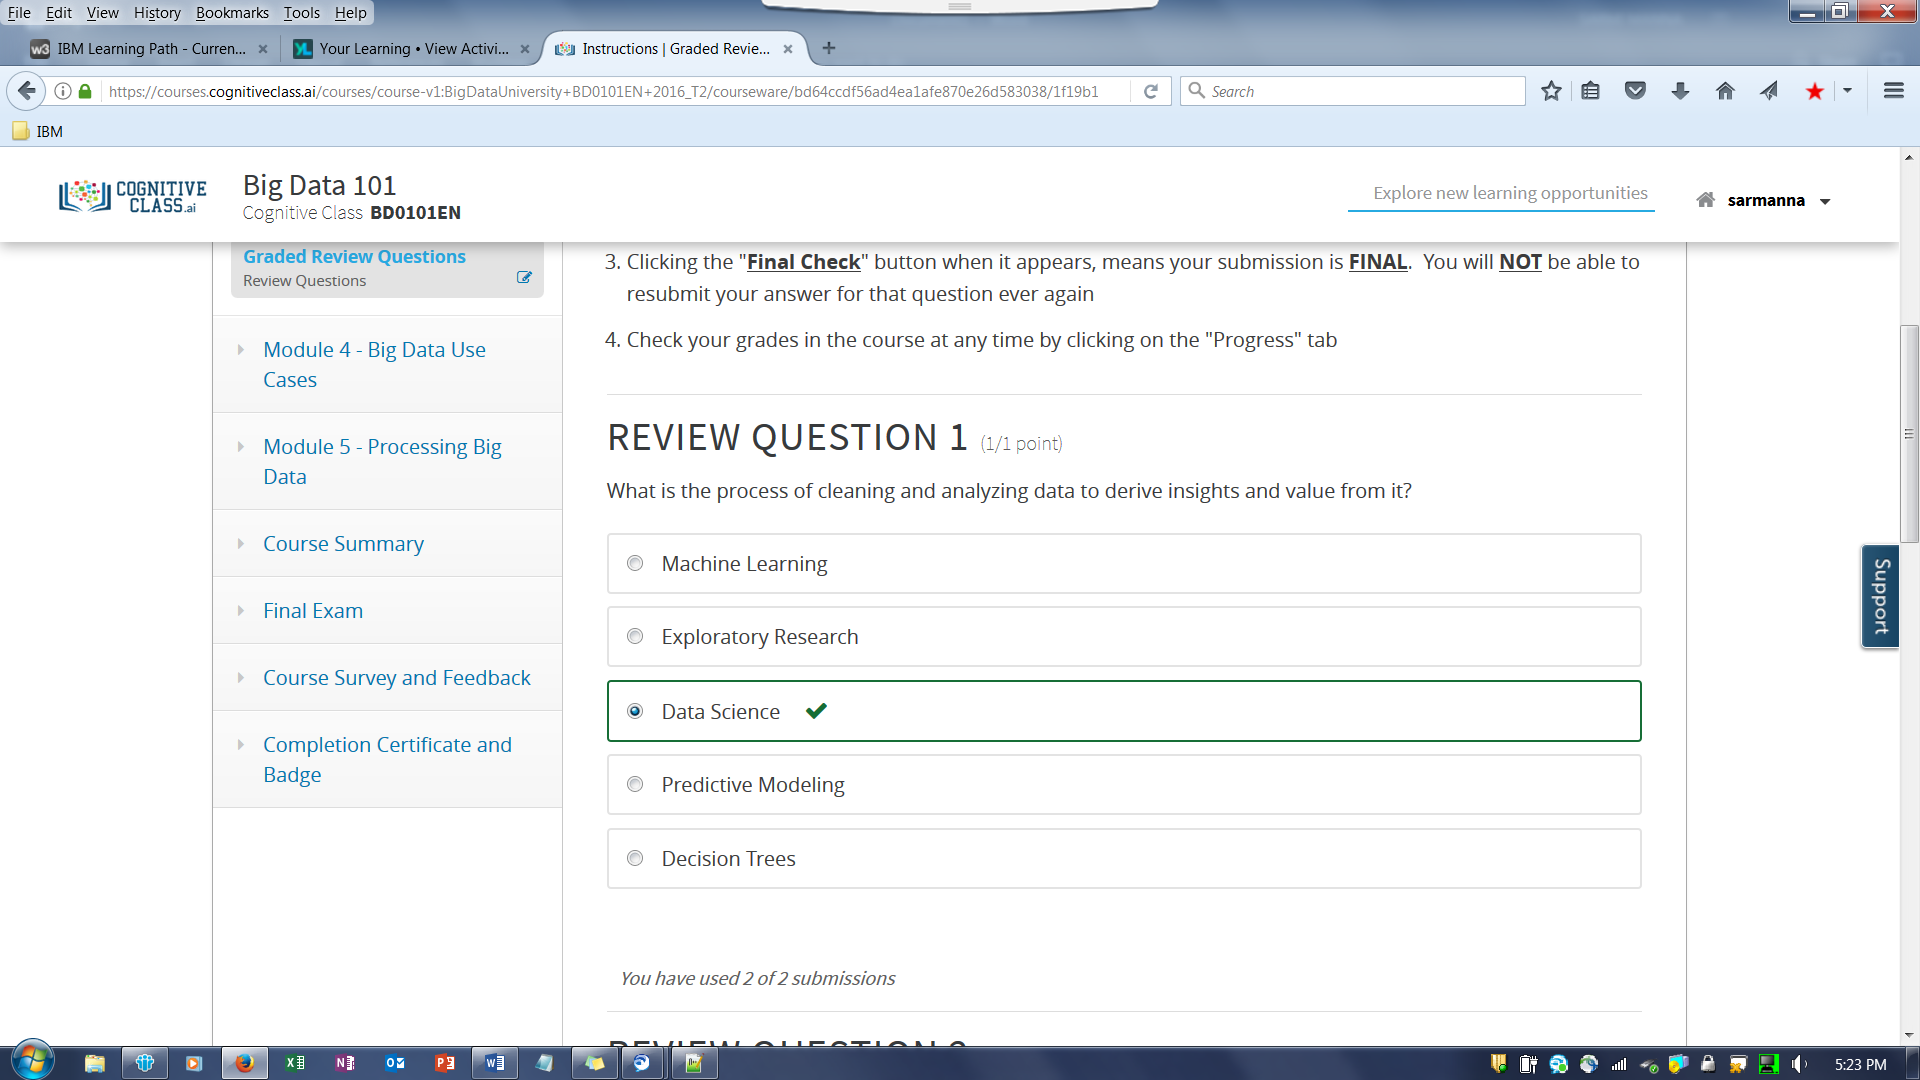 File Edit View History Bookmarks Tools Help
w3 IBM Learning Path - Curren... × YL Your Learning • View Activi... × Instructions | Graded Revie... × +
https://courses.cognitiveclass.ai/courses/course-v1:BigDataUniversity+BD0101EN+2016_T2/courseware/bd64ccdf56ad4ea1afe870e26d583038/1f19b1 Search
IBM
COGNITIVE CLASS.ai
Big Data 101
Cognitive Class BD0101EN
Explore new learning opportunities
sarmanna
Graded Review Questions
Review Questions
Module 4 - Big Data Use
Cases
Module 5 - Processing Big
Data
Course Summary
Final Exam
Course Survey and Feedback
Completion Certificate and
Badge
3. Clicking the "Final Check" button when it appears, means your submission is FINAL. You will NOT be able to
resubmit your answer for that question ever again
4. Check your grades in the course at any time by clicking on the "Progress" tab
REVIEW QUESTION 1 (1/1 point)
What is the process of cleaning and analyzing data to derive insights and value from it?
Machine Learning
Exploratory Research
Data Science
Predictive Modeling
Decision Trees
You have used 2 of 2 submissions
REVIEW QUESTION 2
Support
5:23 PM